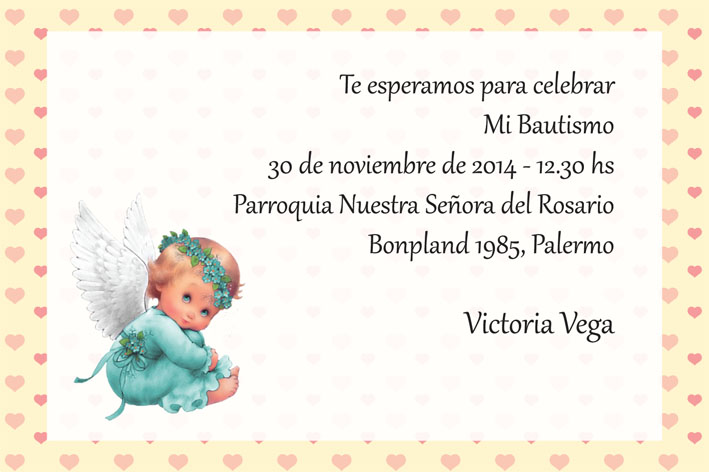 Te esperamos para celebrar
Mi Bautismo
30 de noviembre de 2014 - 12.30 hs
Parroquia Nuestra Señora del Rosario
Bonpland 1985, Palermo
Victoria Vega